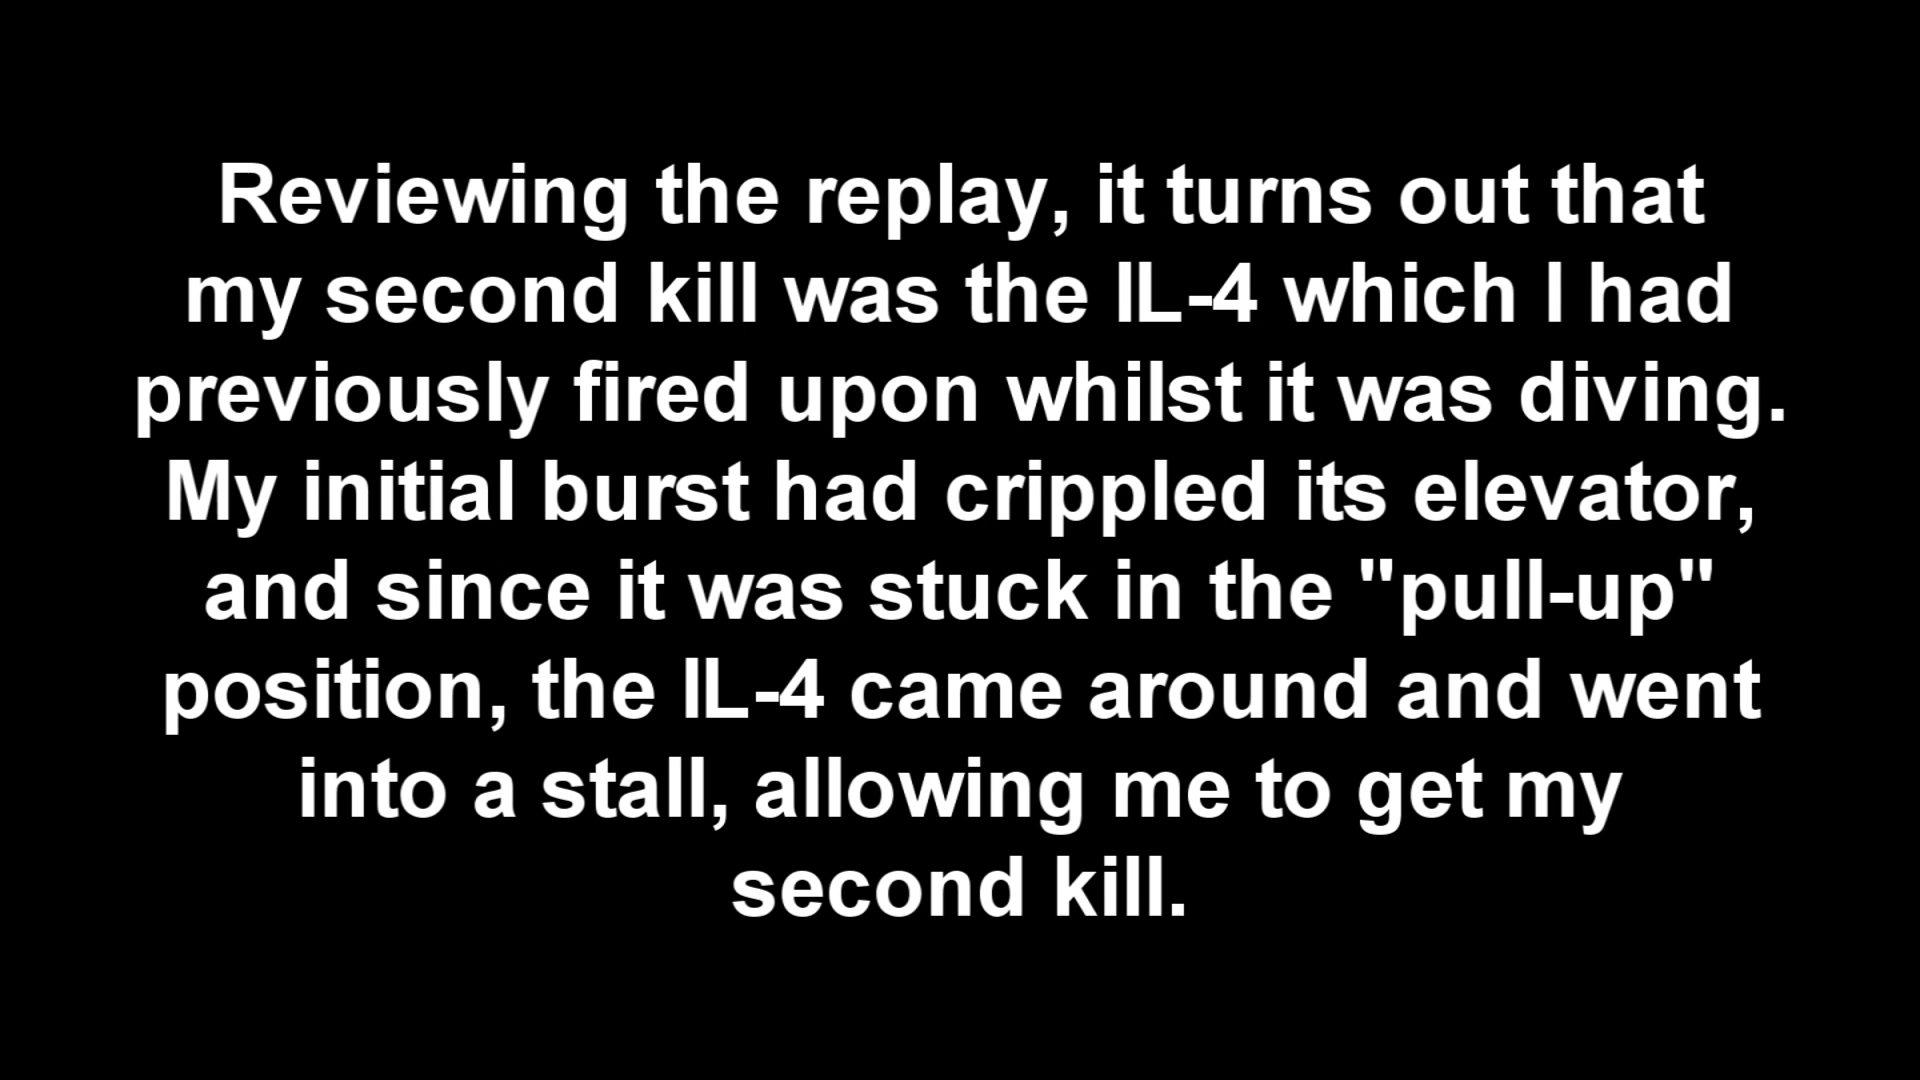 Reviewing the replay, it turns out that
my second kill was the IL-4 which I had
previously fired upon whilst it was diving.
My initial burst had crippled its elevator,
and since it was stuck in the "pull-up"
position, the IL-4 came around and went
into a stall, allowing me to get my
second kill.